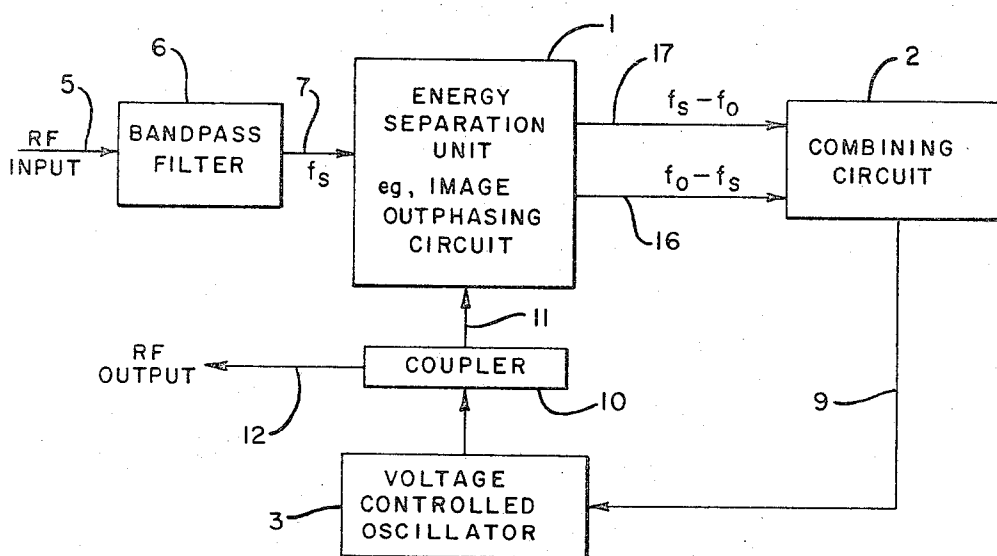 1
6
17
2
5
7
RF
INPUT
BANDPASS
FILTER
fs
ENERGY
SEPARATION
UNIT
eg, IMAGE
OUTPHASING
CIRCUIT
fs – fo
fo – fs
16
COMBINING
CIRCUIT
11
RF
OUTPUT
12
COUPLER
10
9
VOLTAGE
CONTROLLED
OSCILLATOR
3